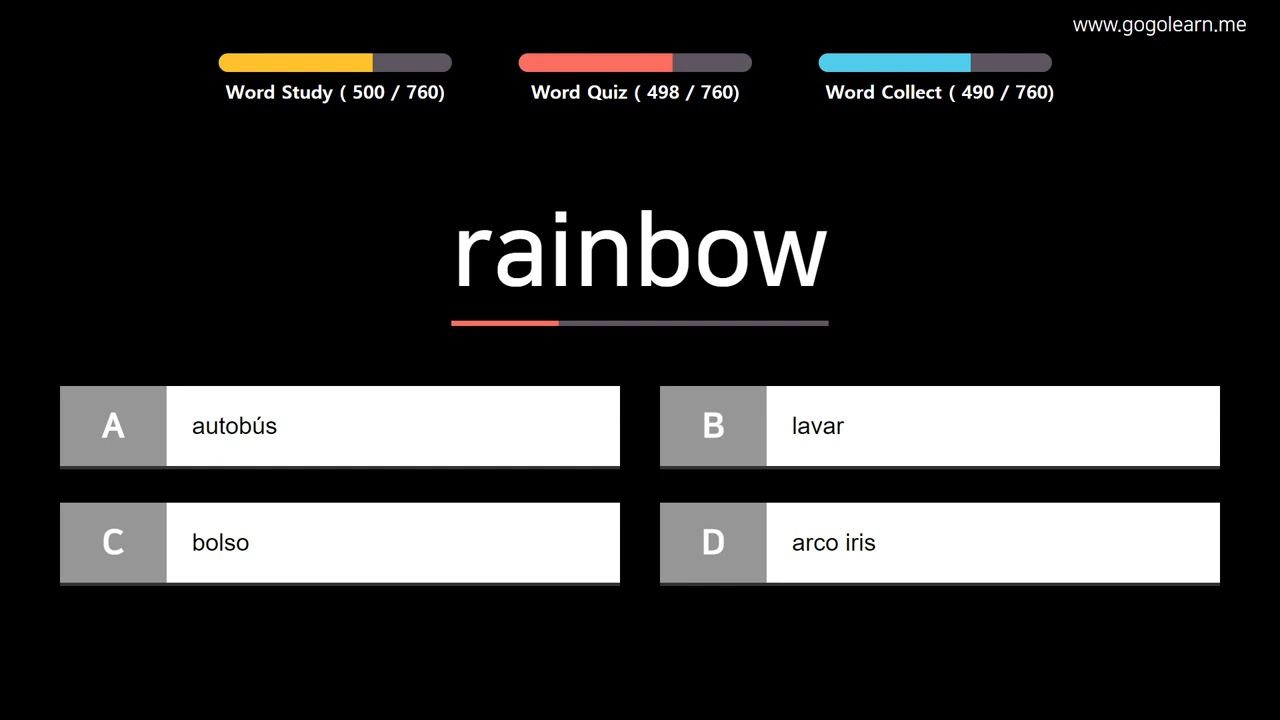 www.gogolearn.me
Word Study ( 500 / 760)
Word Quiz ( 498 / 760)
Word Collect ( 490 / 760)
rainbow
A autobús
B lavar
C bolso
D arco iris